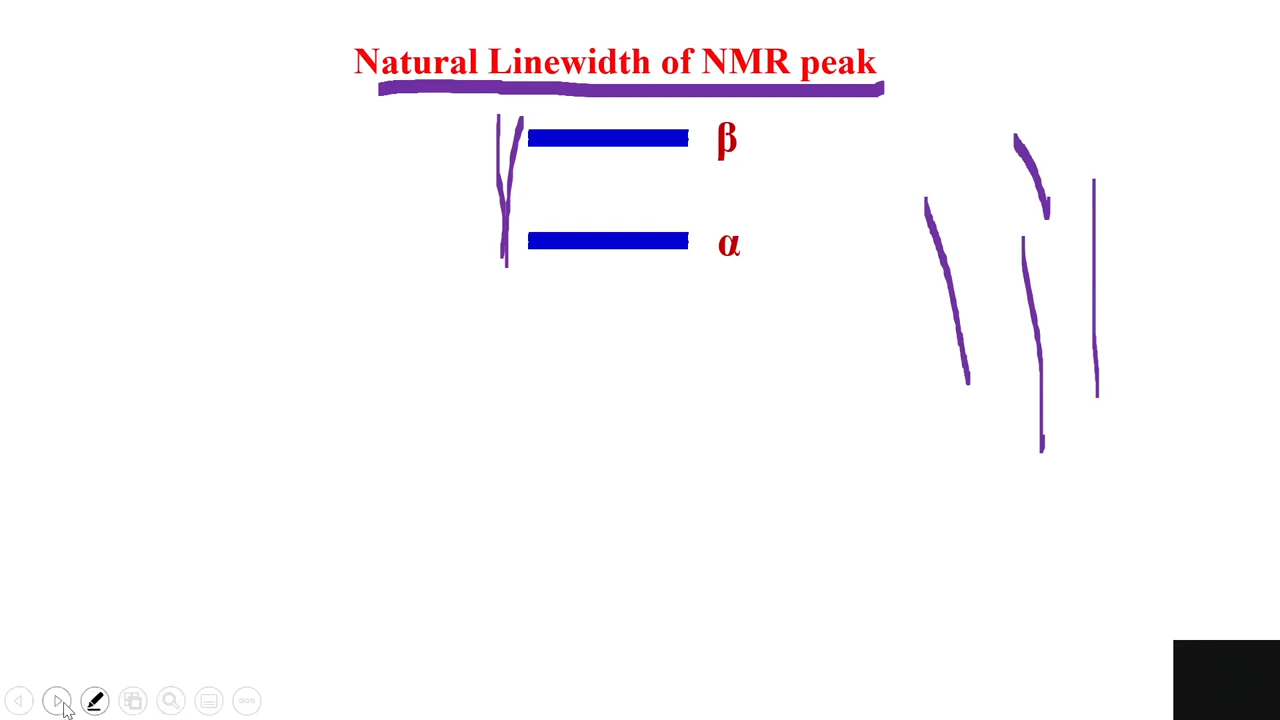 Natural Linewidth of NMR peak
β
α